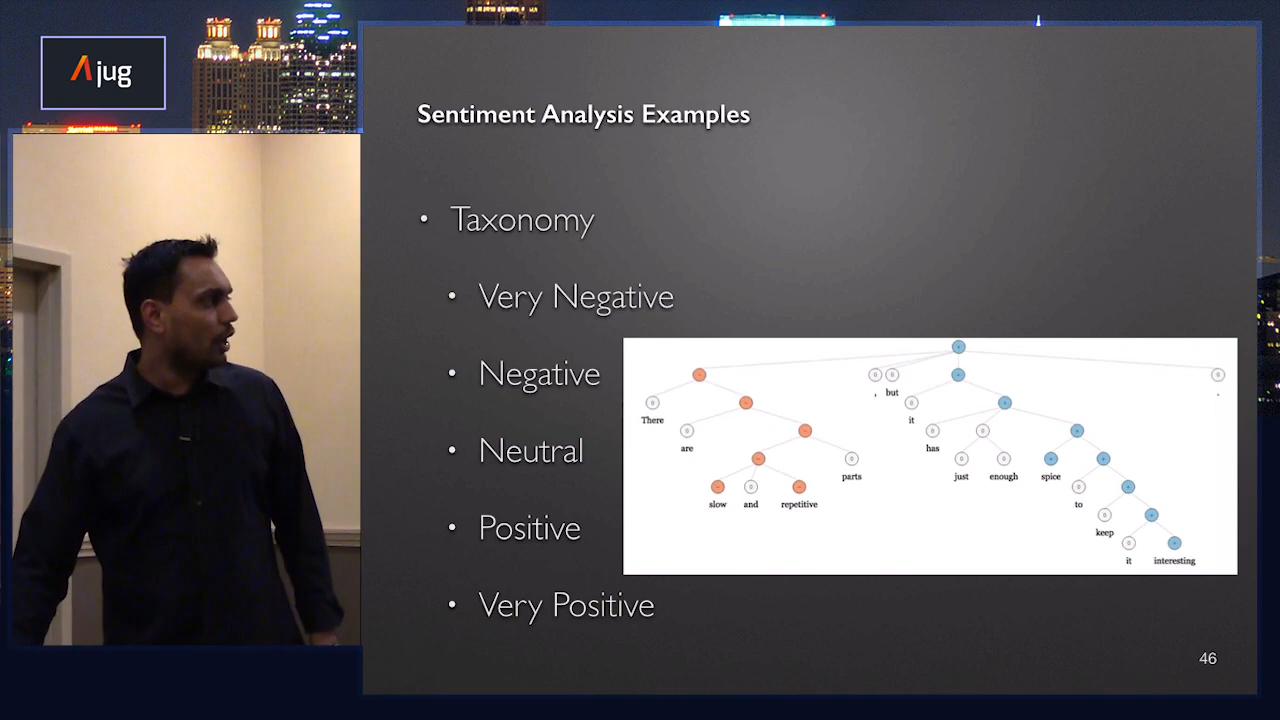 jug
Sentiment Analysis Examples
• Taxonomy
• Very Negative
• Negative
• Neutral
• Positive
• Very Positive
, but .
There it
are has
parts just enough spice
slow and repetitive to
keep
it interesting
46